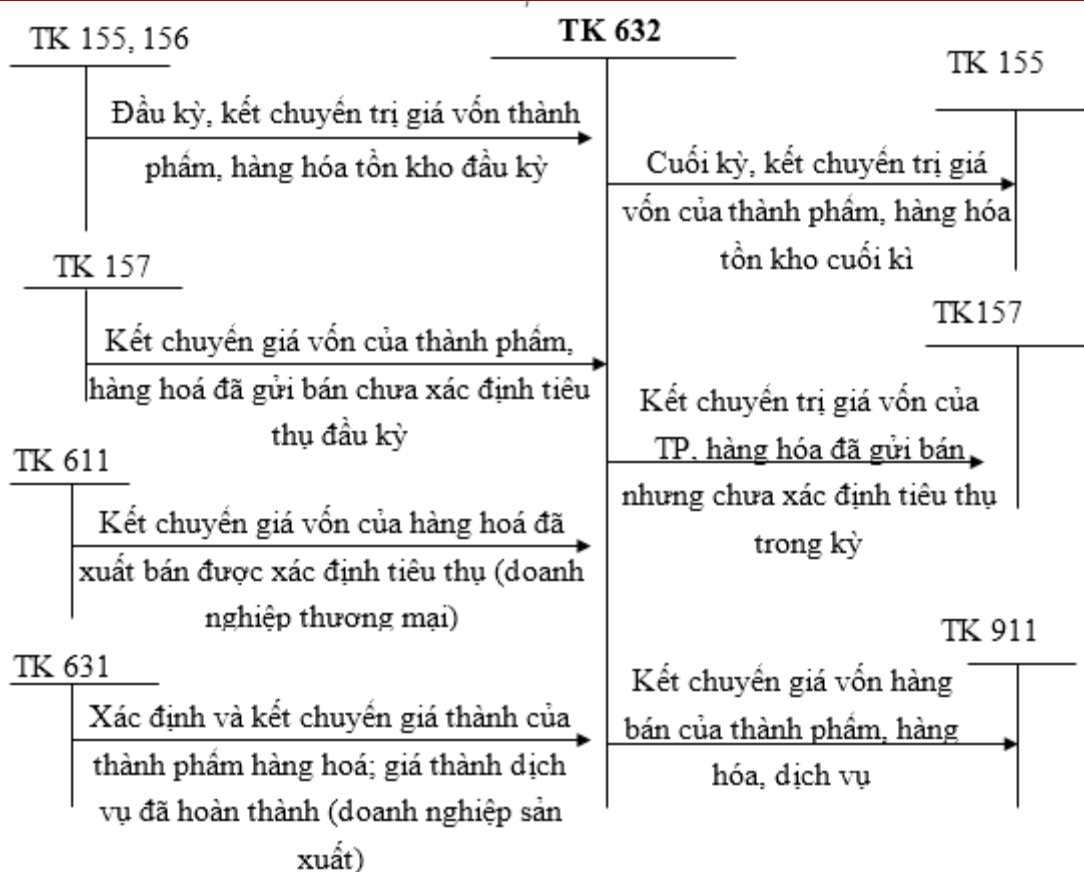 TK 155, 156
Đầu kỳ, kết chuyển trị giá vốn thành
phẩm, hàng hóa tồn kho đầu kỳ
TK 157
Kết chuyển giá vốn của thành phẩm,
hàng hoá đã gửi bán chưa xác định tiêu
thụ đầu kỳ
TK 611
Kết chuyển giá vốn của hàng hoá đã
xuất bán được xác định tiêu thụ (doanh
nghiệp thương mại)
TK 631
Xác định và kết chuyển giá thành của
thành phẩm hàng hoá; giá thành dịch
vụ đã hoàn thành (doanh nghiệp sản
xuất)
TK 632
TK 155
Cuối kỳ, kết chuyển trị giá
vốn của thành phẩm, hàng hóa
tồn kho cuối kì
TK157
Kết chuyển trị giá vốn của
TP, hàng hóa đã gửi bán
nhưng chưa xác định tiêu thụ
trong kỳ
TK 911
Kết chuyển giá vốn hàng
bán của thành phẩm, hàng
hóa, dịch vụ